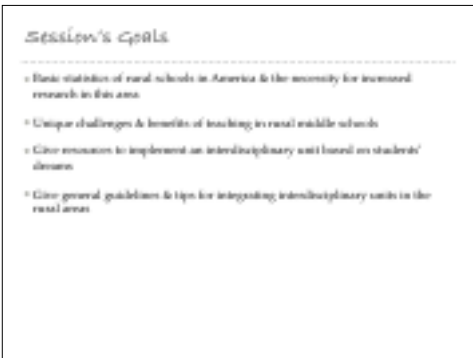 Session's Goals
Basic statistics of rural schools in America & the necessity for increased
research in this area
Unique challenges & benefits of teaching in rural middle schools
Give resources to implement an interdisciplinary unit based on students'
dreams
Give general guidelines & tips for integrating interdisciplinary units in the
rural areas